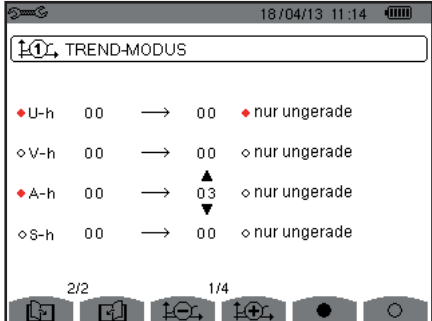 18/04/13 11:14
1 TREND-MODUS
U-h 00 → 00 nur ungerade
V-h 00 → 00 nur ungerade
A-h 00 → 03 nur ungerade
S-h 00 → 00 nur ungerade
2/2 1/4